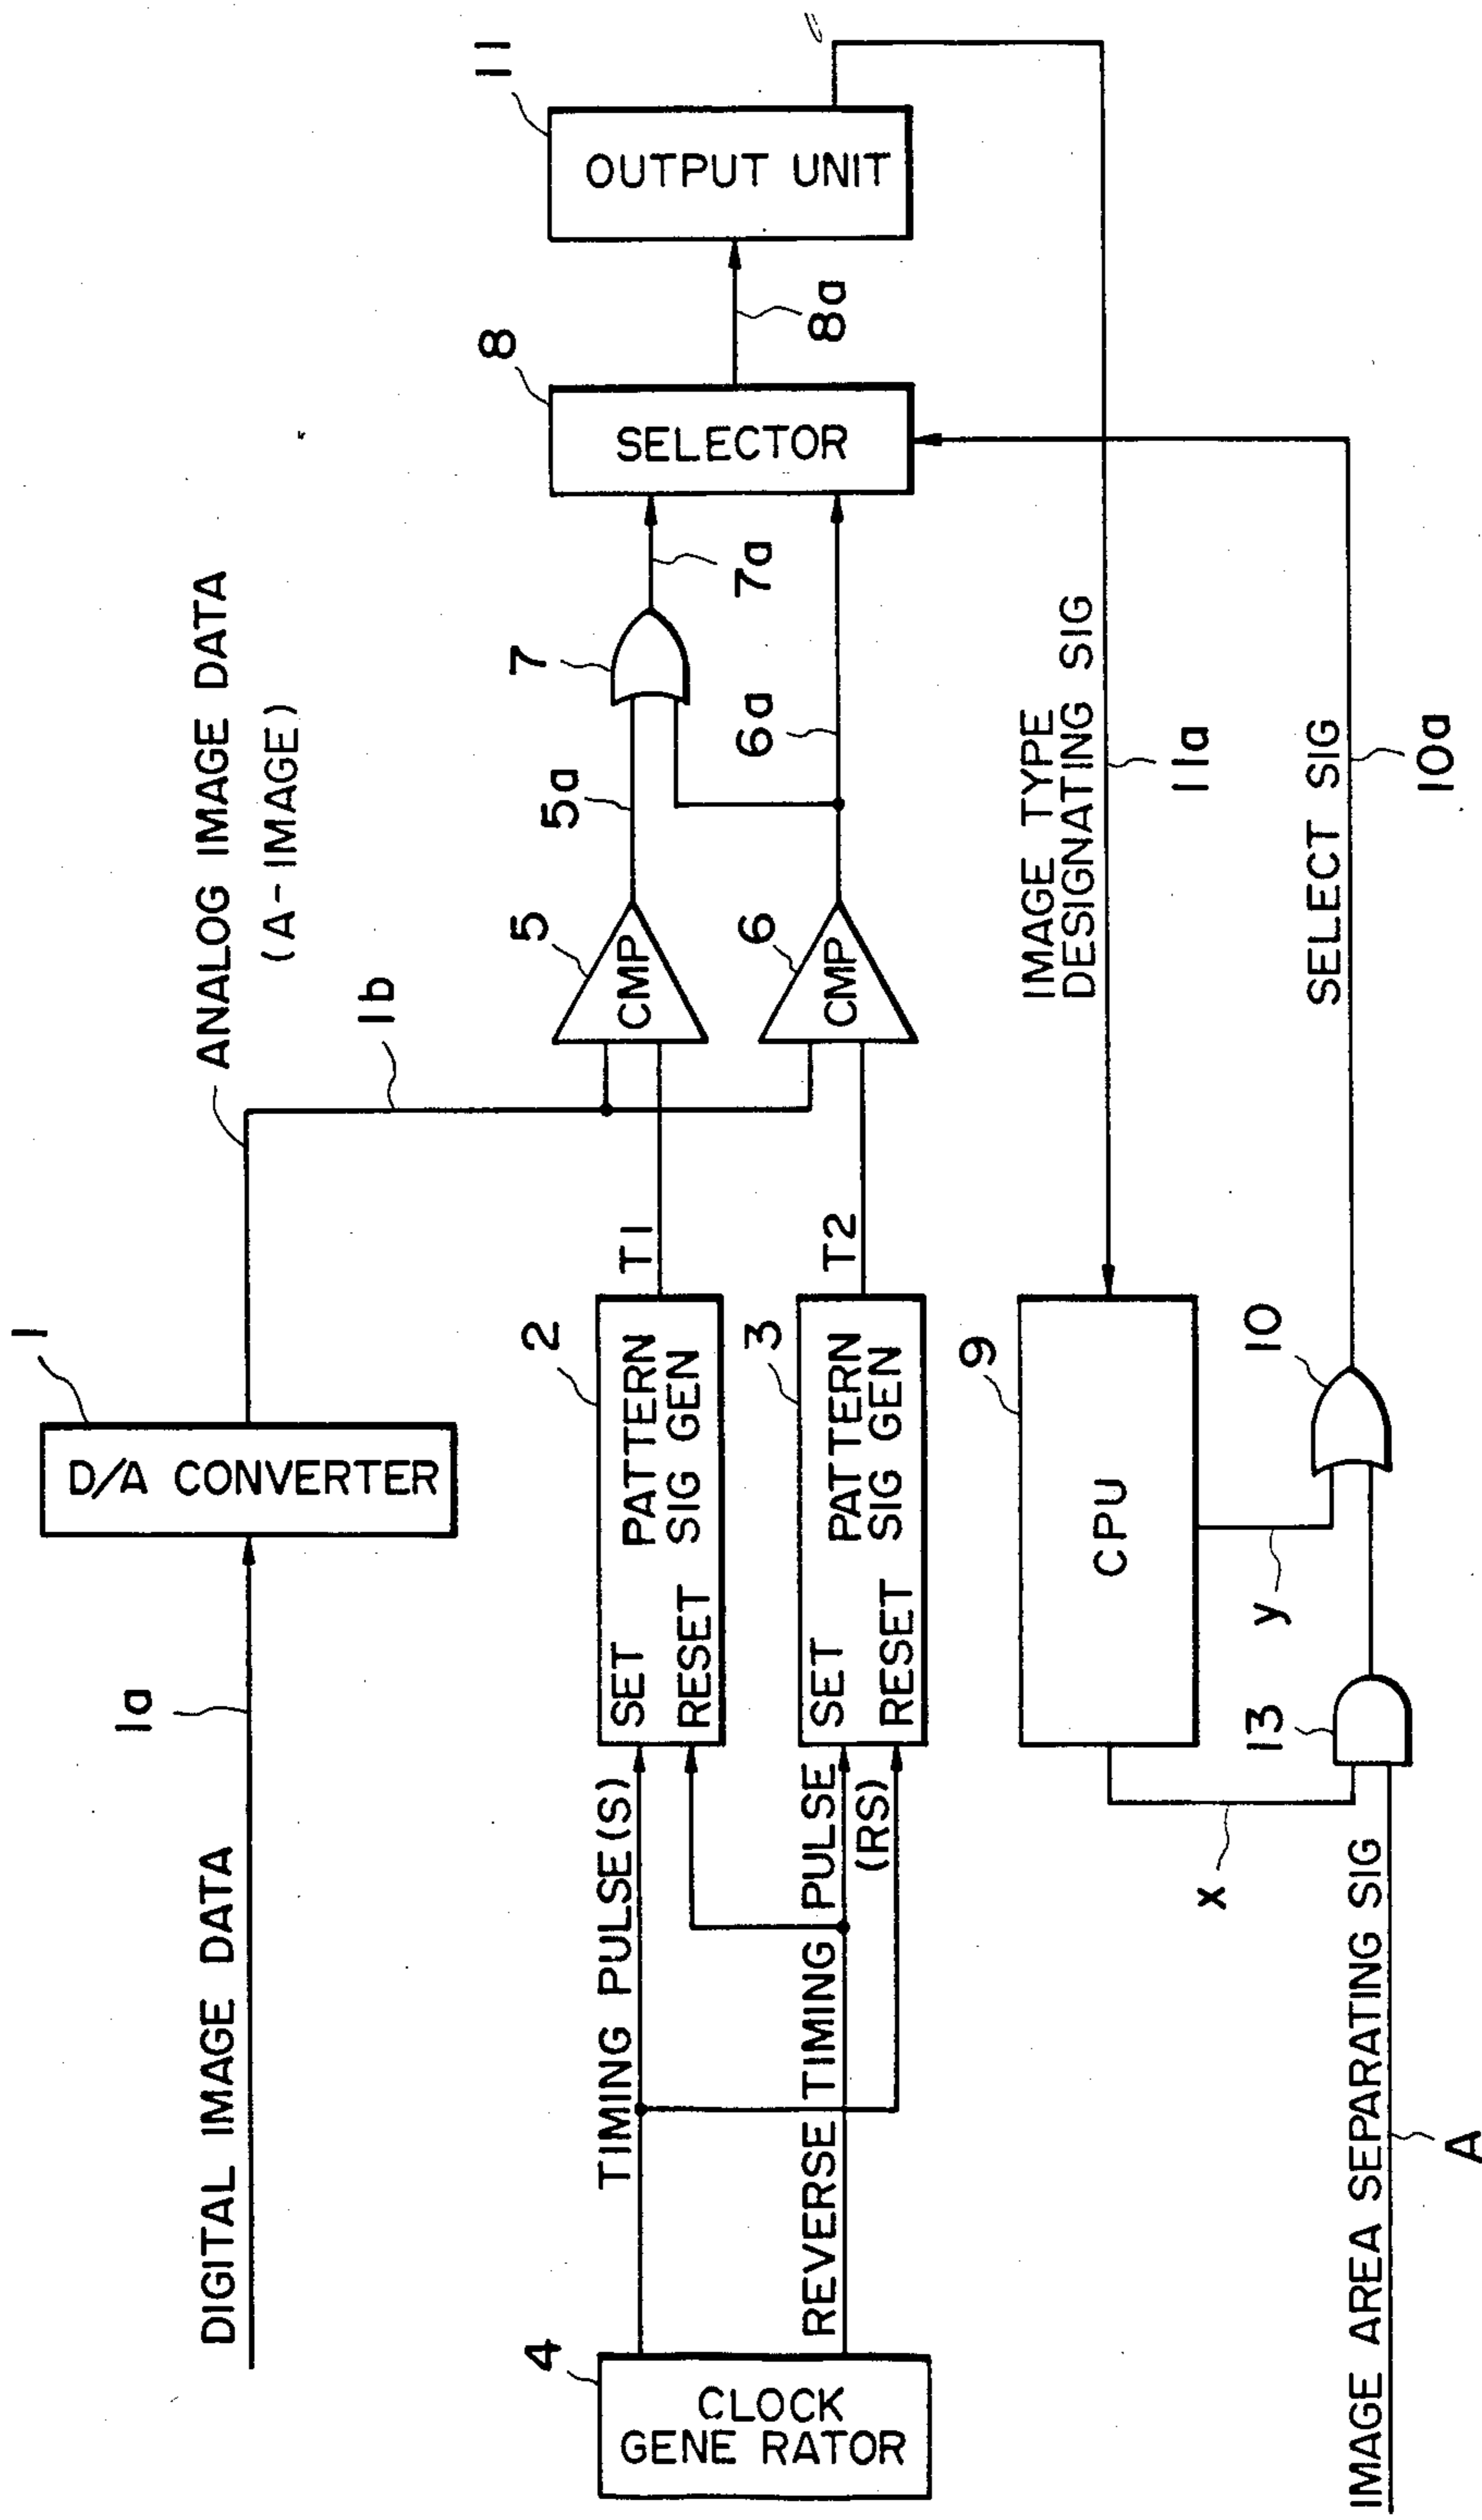 1
DIGITAL IMAGE DATA
1a
D/A CONVERTER
ANALOG IMAGE DATA
(A-IMAGE)
1b
4
CLOCK
GENE RATOR
TIMING PULSE(S)
REVERSE TIMING PULSE
(RS)
2
SET
PATTERN
SIG GEN
RESET
T1
3
SET
PATTERN
SIG GEN
RESET
T2
5
CMP
5a
6
CMP
6a
7
7a
8
SELECTOR
8a
11
OUTPUT UNIT
9
CPU
IMAGE TYPE
DESIGNATING SIG
11a
x
y
13
10
SELECT SIG
10a
IMAGE AREA SEPARATING SIG
A